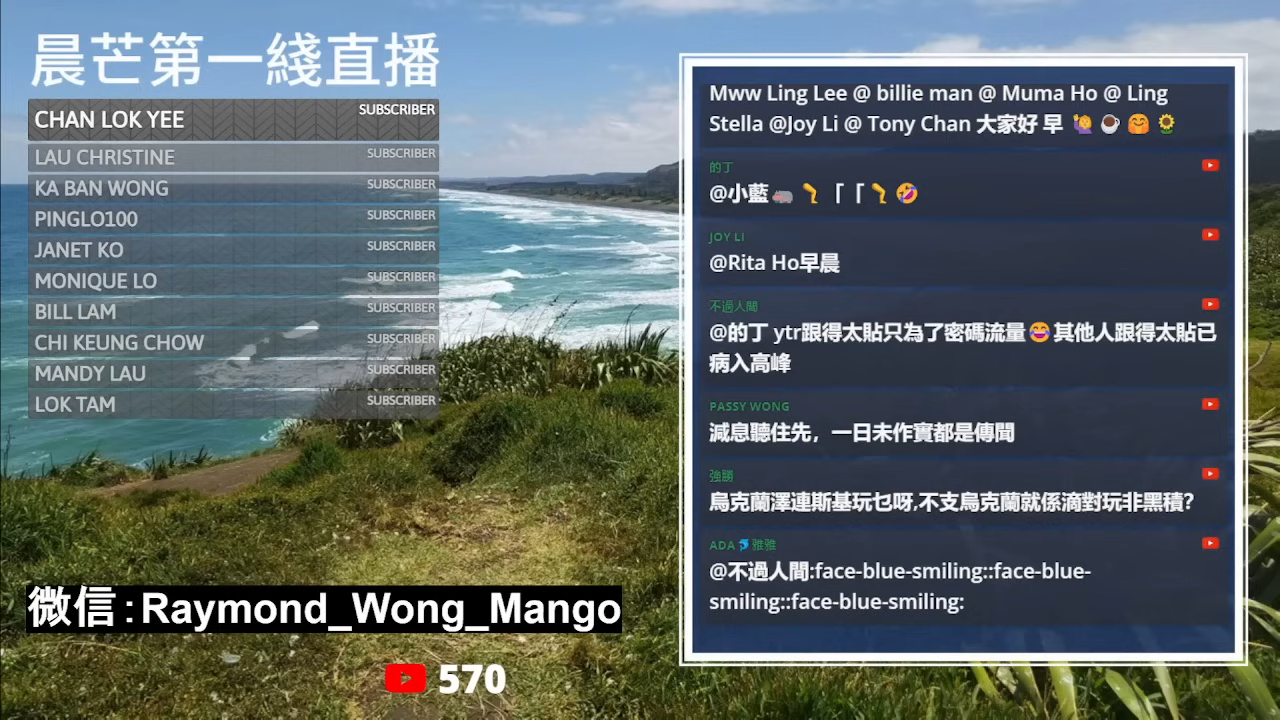 晨芒第一綫直播
CHAN LOK YEE SUBSCRIBER
LAU CHRISTINE SUBSCRIBER
KA BAN WONG SUBSCRIBER
PINGLO100 SUBSCRIBER
JANET KO SUBSCRIBER
MONIQUE LO SUBSCRIBER
BILL LAM SUBSCRIBER
CHI KEUNG CHOW SUBSCRIBER
MANDY LAU SUBSCRIBER
LOK TAM SUBSCRIBER
微信:Raymond_Wong_Mango
570
Mww Ling Lee @ billie man @ Muma Ho @ Ling
Stella @Joy Li @ Tony Chan 大家好 早 🙋☕🤗🌻
的丁
@小藍🦛🦵「「🦵🤣
JOY LI
@Rita Ho早晨
不過人間
@的丁 ytr跟得太貼只為了密碼流量😂其他人跟得太貼已
病入高峰
PASSY WONG
減息聽住先，一日未作實都是傳聞
強勝
烏克蘭澤連斯基玩乜呀,不支烏克蘭就係滴對玩非黑積?
ADA🐬雅雅
@不過人間:face-blue-smiling::face-blue-
smiling::face-blue-smiling: